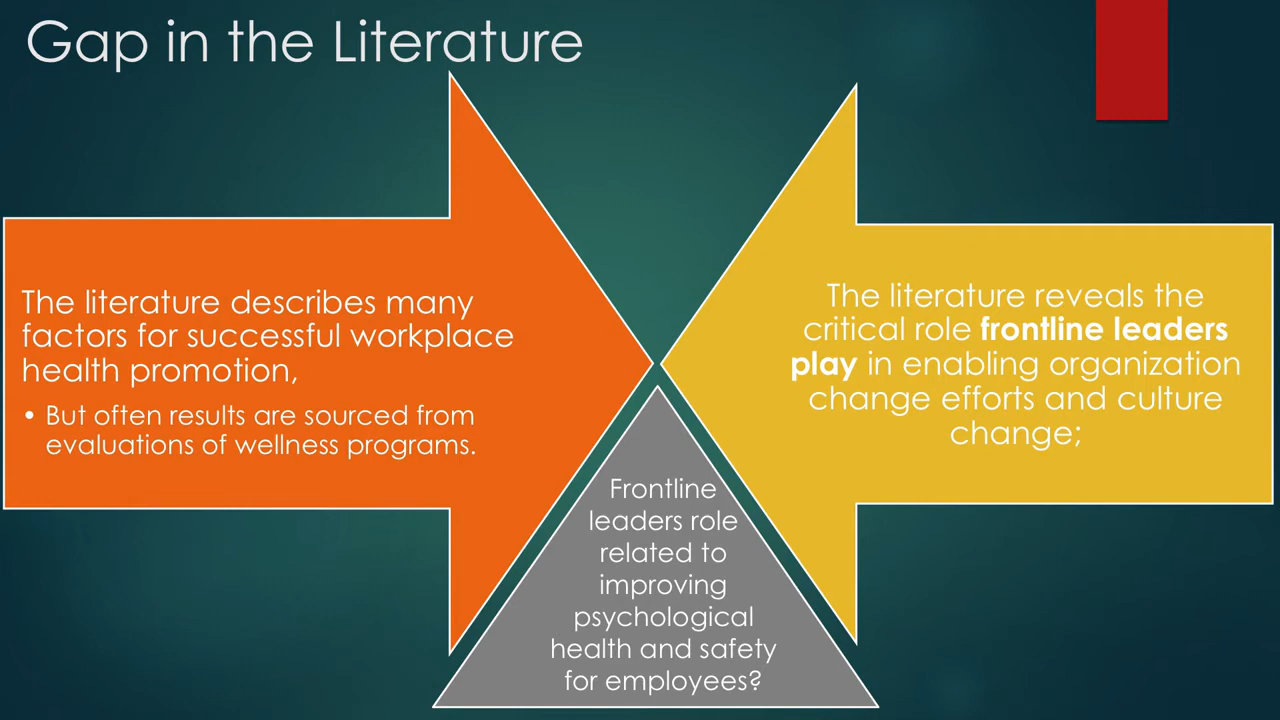 Gap in the Literature
The literature describes many
factors for successful workplace
health promotion,
• But often results are sourced from
evaluations of wellness programs.
The literature reveals the
critical role frontline leaders
play in enabling organization
change efforts and culture
change;
Frontline
leaders role
related to
improving
psychological
health and safety
for employees?